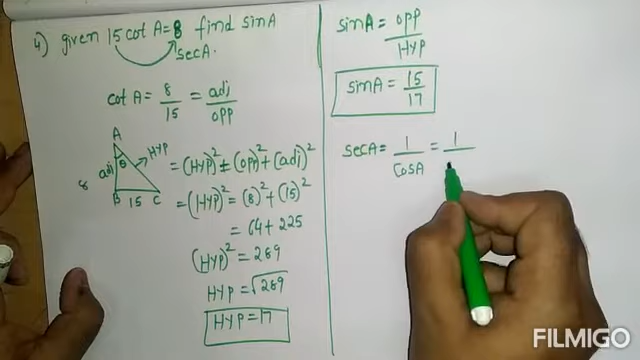 4) given 15 cot A = 8 find sinA
secA.
cot A = 8/15 = adj/opp
A
θ
HYP
adj
8
B 15 C
= (HYP)² = (opp)² + (adj)²
= (HYP)² = (8)² + (15)²
= 64 + 225
(HYP)² = 289
HYP = √289
HYP = 17
sinA = opp/HYP
sinA = 15/17
secA = 1/cosA = 1/
FILMIGO